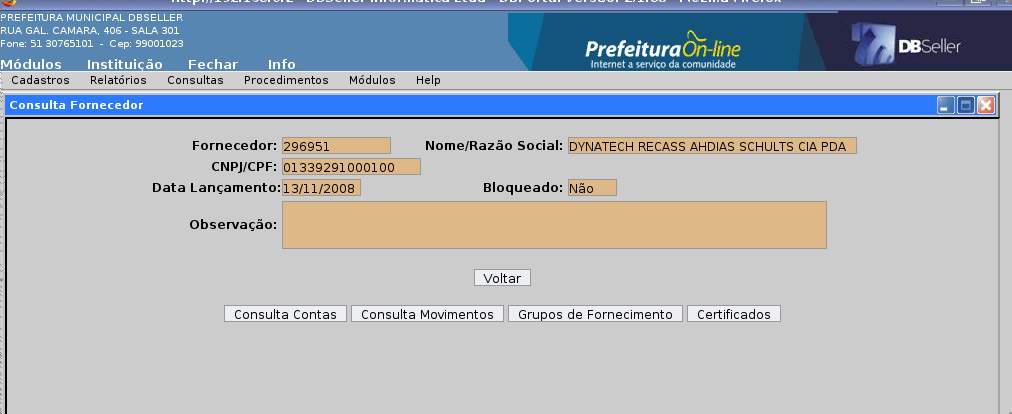 PREFEITURA MUNICIPAL DBSELLER
RUA GAL. CAMARA, 406 - SALA 301
Fone: 51 30765101 - Cep: 99001023
Módulos Instituição Fechar Info
PrefeituraOn-line
Internet a serviço da comunidade
DBSeller
Cadastros Relatórios Consultas Procedimentos Módulos Help
Consulta Fornecedor
Fornecedor: 296951 Nome/Razão Social: DYNATECH RECASS AHDIAS SCHULTS CIA PDA
CNPJ/CPF: 01339291000100
Data Lançamento: 13/11/2008 Bloqueado: Não
Observação:
Voltar
Consulta Contas Consulta Movimentos Grupos de Fornecimento Certificados